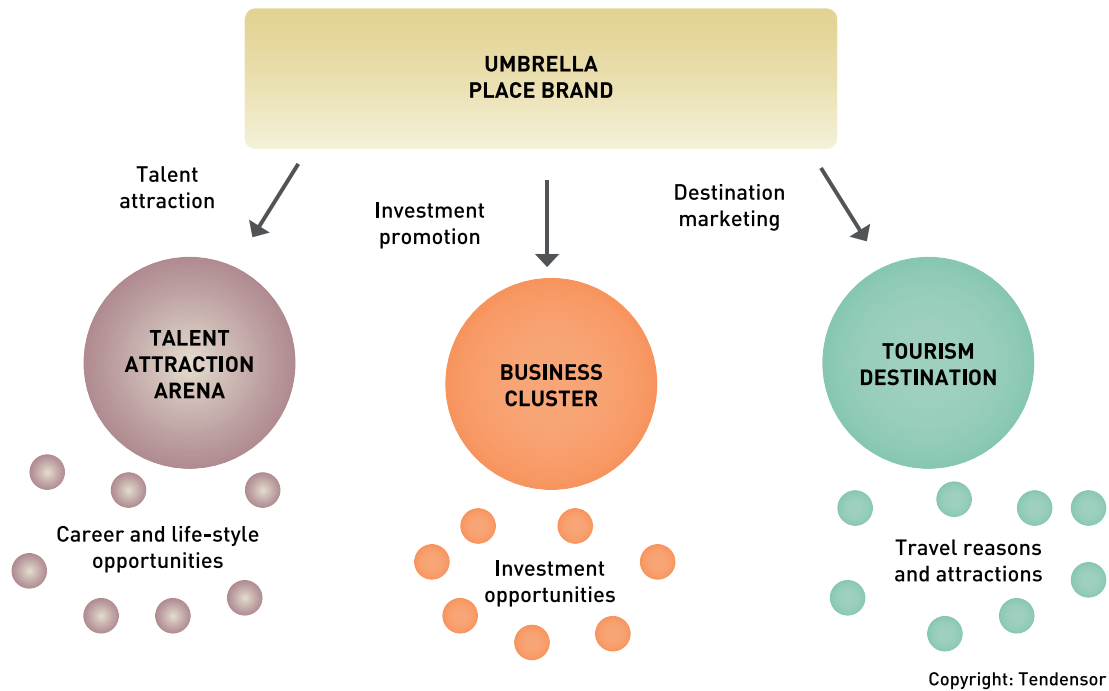 UMBRELLA
PLACE BRAND
Talent
attraction
Investment
promotion
Destination
marketing
TALENT
ATTRACTION
ARENA
BUSINESS
CLUSTER
TOURISM
DESTINATION
Career and life-style
opportunities
Investment
opportunities
Travel reasons
and attractions
Copyright: Tendensor